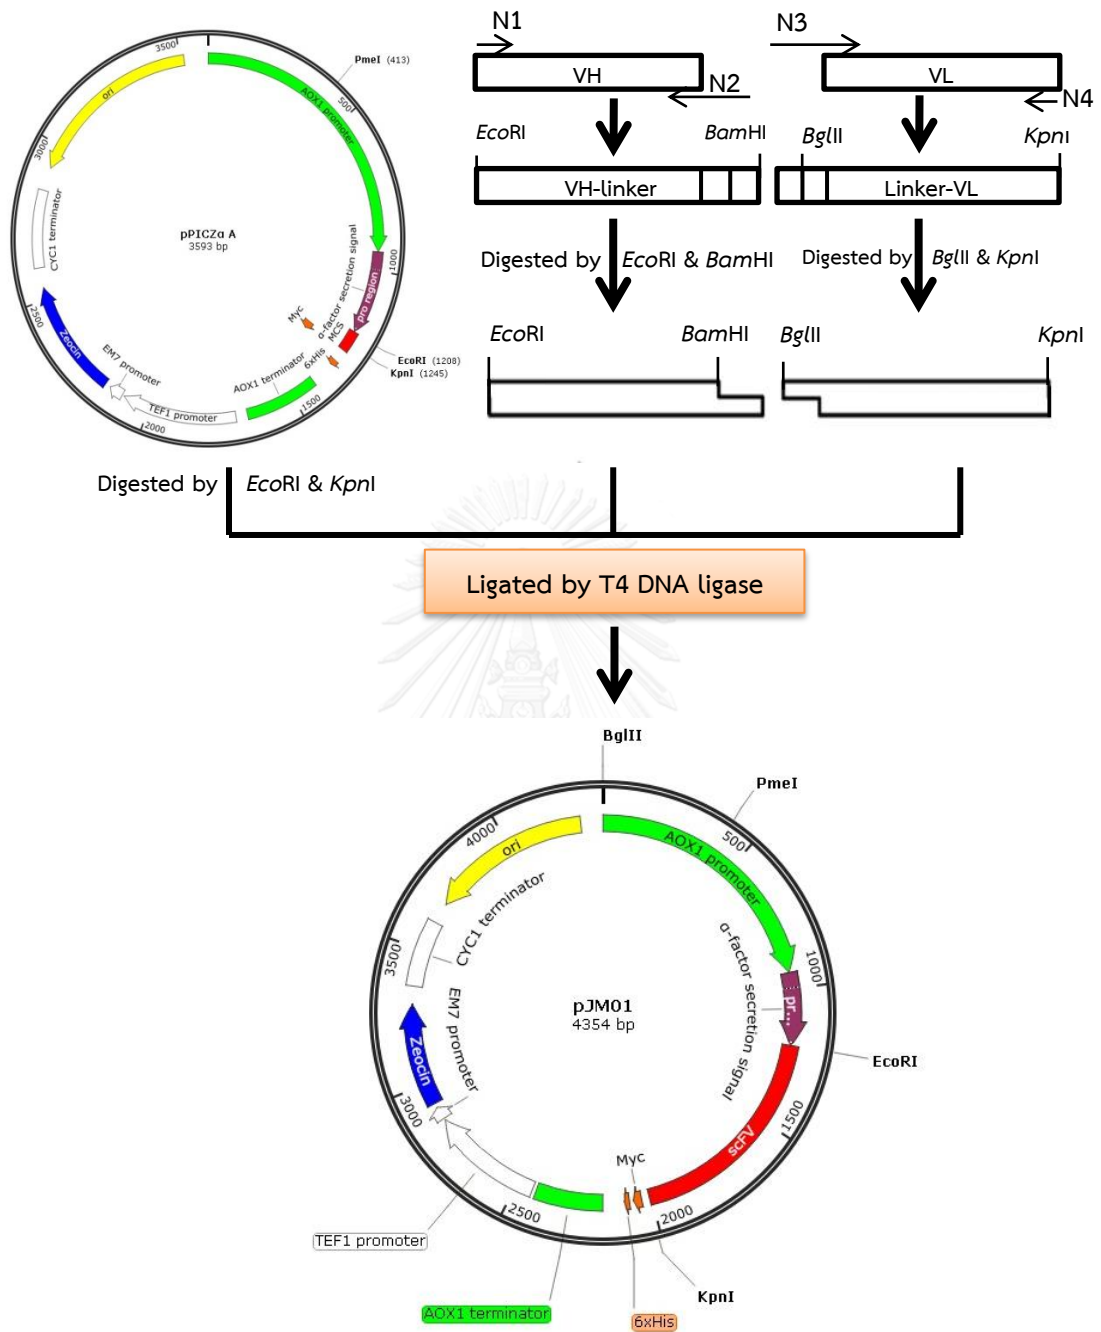 N1
N3
VH
VL
N2
N4
EcoRI
BamHI
BglII
KpnI
VH-linker
Linker-VL
Digested by
EcoRI & BamHI
Digested by
BglII & KpnI
EcoRI
BamHI
BglII
KpnI
3500
PmeI (413)
500
AOX1 promoter
ori
3000
CYC1 terminator
pPICZα A
3593 bp
α-factor secretion signal
1000
pro region
Myc
MCS
6xHis
EcoRI (1208)
KpnI (1245)
2500
Zeocin
EM7 promoter
AOX1 terminator
TEF1 promoter
1500
2000
Digested by
EcoRI & KpnI
Ligated by T4 DNA ligase
BglII
PmeI
4000
500
ori
AOX1 promoter
CYC1 terminator
3500
α-factor secretion signal
1000
pr...
pJM01
4354 bp
EM7 promoter
Zeocin
EcoRI
3000
1500
scFV
Myc
2500
2000
TEF1 promoter
KpnI
AOX1 terminator
6xHis